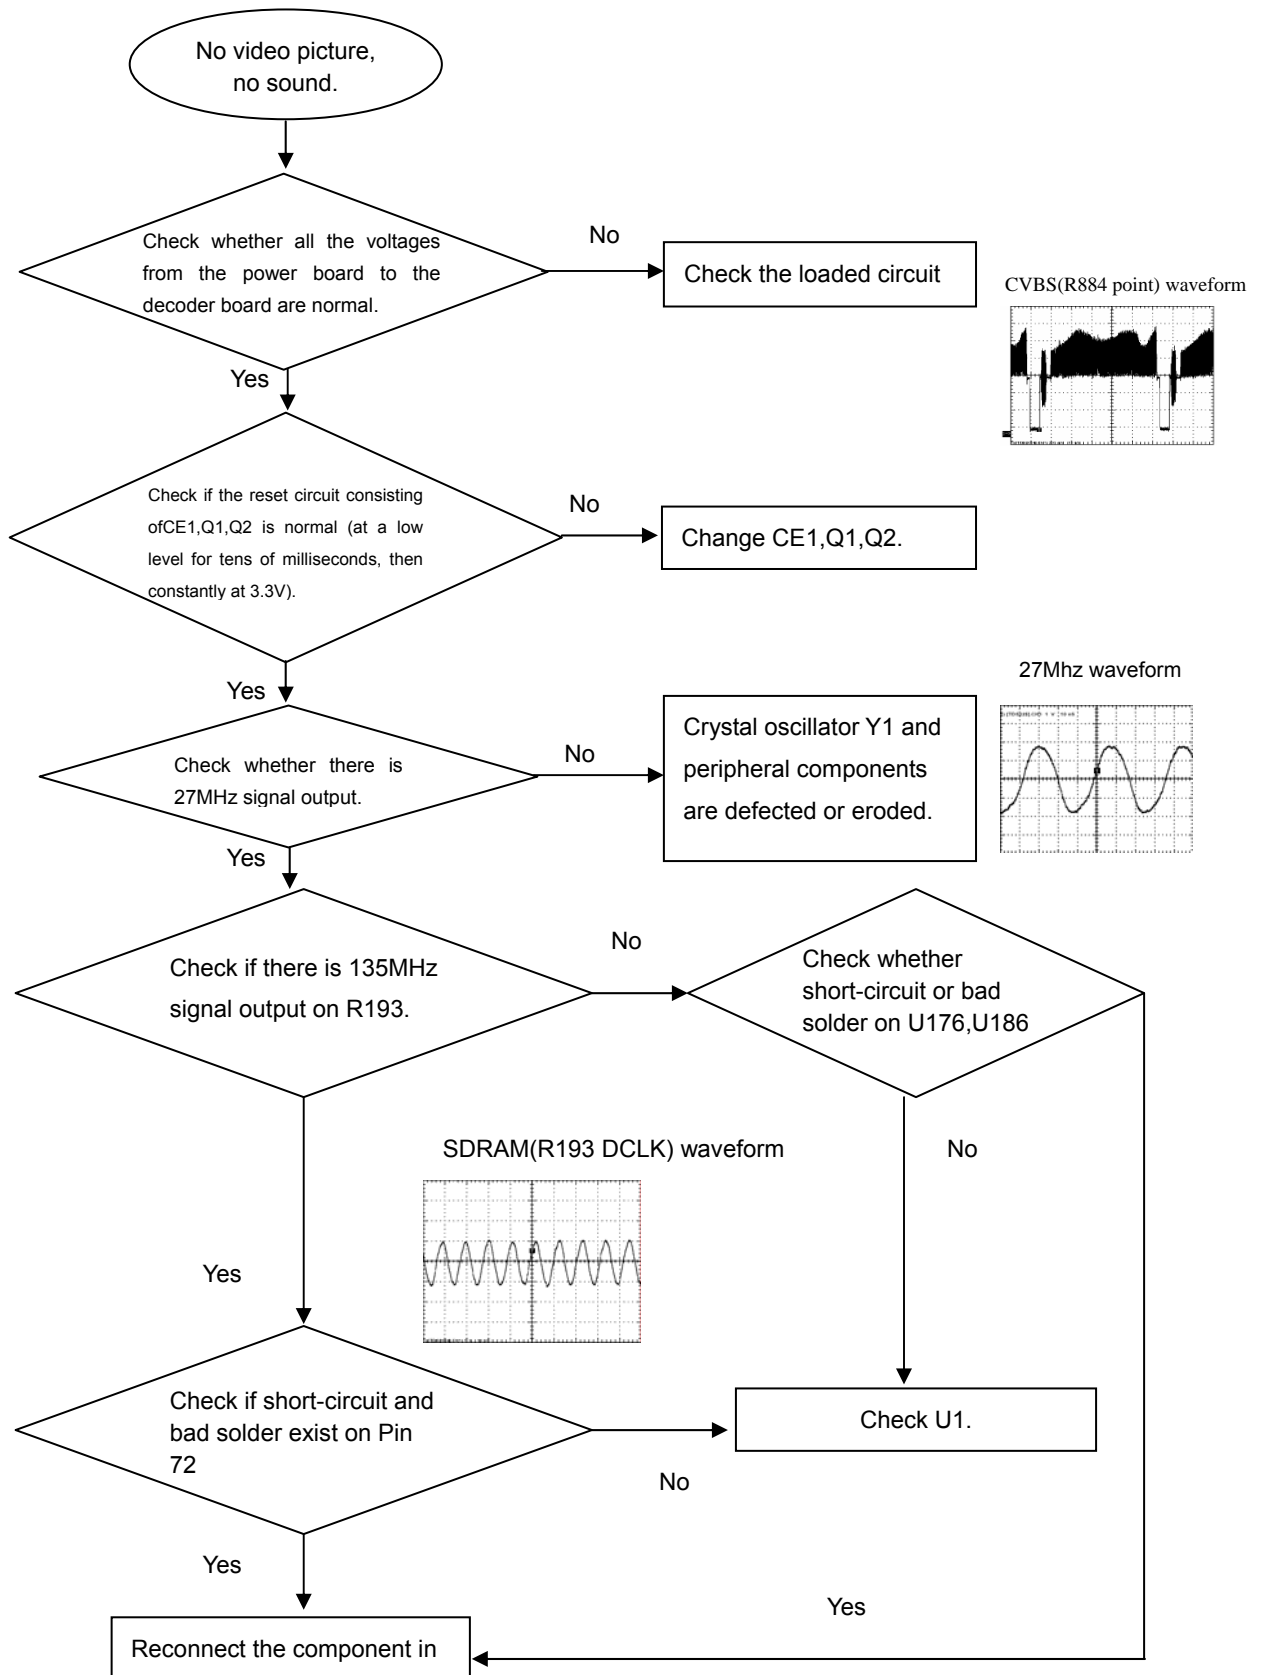 No video picture,
no sound.
Check whether all the voltages
from the power board to the
decoder board are normal.
No
Check the loaded circuit
CVBS(R884 point) waveform
Yes
Check if the reset circuit consisting
ofCE1,Q1,Q2 is normal (at a low
level for tens of milliseconds, then
constantly at 3.3V).
No
Change CE1,Q1,Q2.
Yes
27Mhz waveform
Check whether there is
27MHz signal output.
No
Crystal oscillator Y1 and
peripheral components
are defected or eroded.
Yes
Check if there is 135MHz
signal output on R193.
No
Check whether
short-circuit or bad
solder on U176,U186
SDRAM(R193 DCLK) waveform
No
Yes
Check if short-circuit and
bad solder exist on Pin
72
No
Check U1.
Yes
Yes
Reconnect the component in